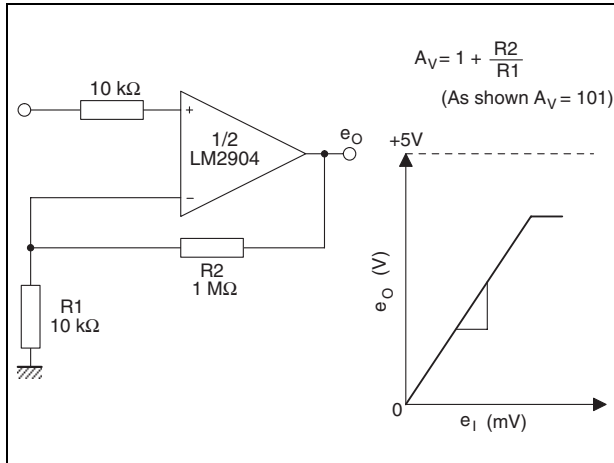 10 kΩ
+
1/2
LM2904
−
e_O
R2
1 MΩ
R1
10 kΩ
A_V = 1 + R2/R1
(As shown A_V = 101)
+5V
e_O (V)
0
e_I (mV)